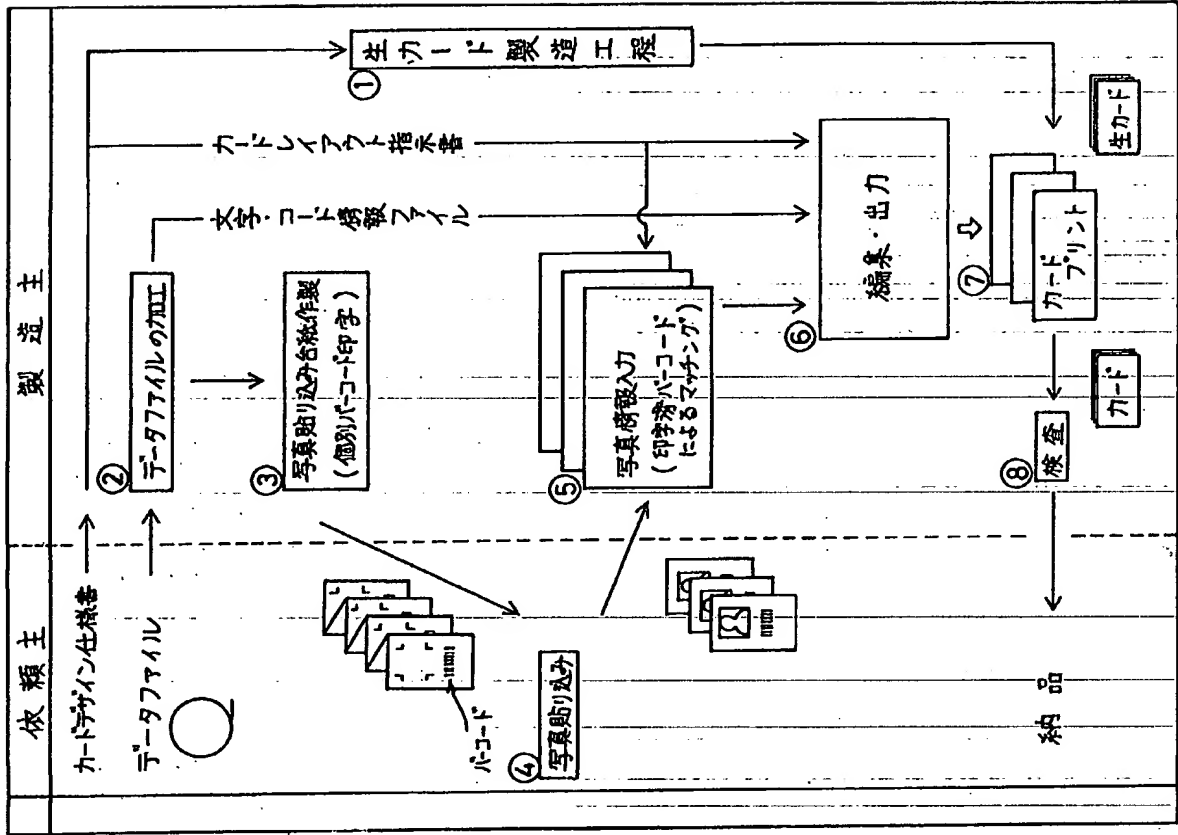 依頼主
製造主
カードデザイン仕様書
データファイル
②
データファイルの加工
文字・コード情報ファイル
カードレイアウト指示書
①
生カード製造工程
③
写真貼り込み台紙作製
(個別バーコード印字)
バーコード
④
写真貼り込み
⑤
写真情報入力
(印字済バーコード
によるマッチング)
⑥
編集・出力
⑦
カード
プリント
生カード
カード
⑧
検査
納品